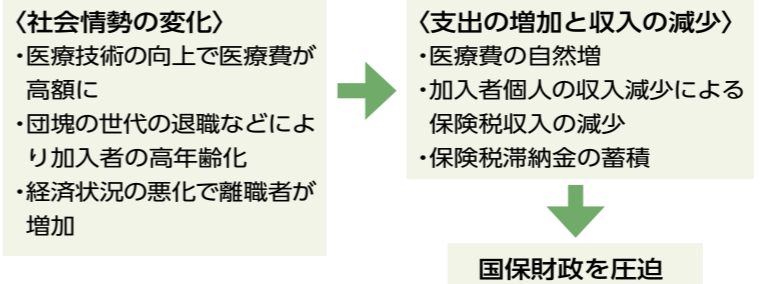 〈社会情勢の変化〉
・医療技術の向上で医療費が
高額に
・団塊の世代の退職などによ
り加入者の高年齢化
・経済状況の悪化で離職者が
増加
〈支出の増加と収入の減少〉
・医療費の自然増
・加入者個人の収入減少による
保険税収入の減少
・保険税滞納金の蓄積
国保財政を圧迫